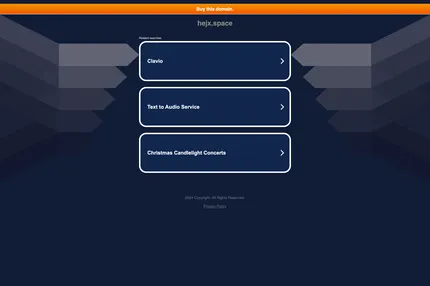 Buy this domain.
hejx.space
Related searches
Clavio
Text to Audio Service
Christmas Candlelight Concerts
2024 Copyright. All Rights Reserved.
Privacy Policy